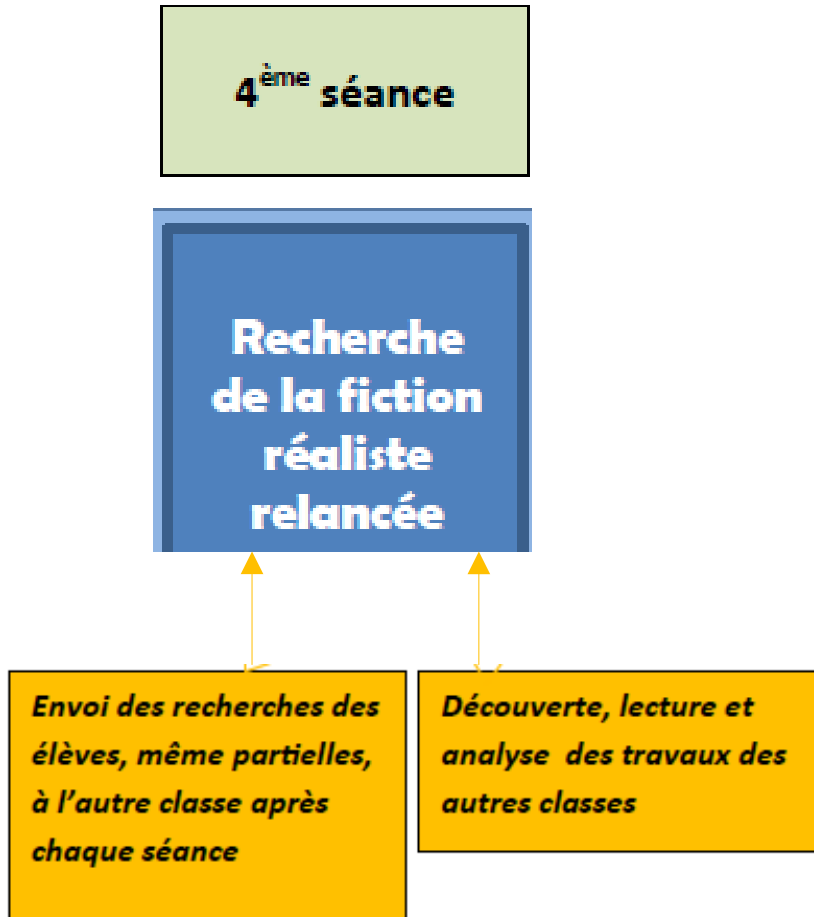 4ème séance
Recherche
de la fiction
réaliste
relancée
Envoi des recherches des
élèves, même partielles,
à l’autre classe après
chaque séance
Découverte, lecture et
analyse des travaux des
autres classes